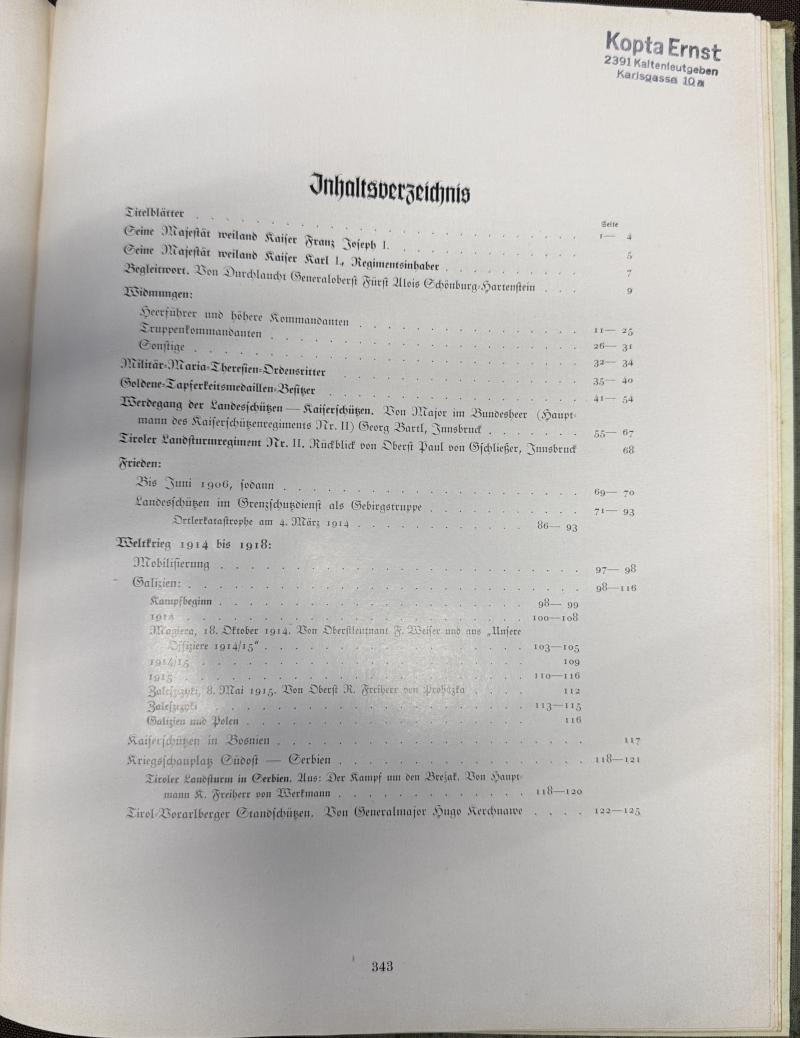 Kopta Ernst
2391 Kaltenleutgeben
Karlsgasse 10a
Inhaltsverzeichnis
Seite
Titelblätter . . . 1— 4
Seine Majestät weiland Kaiser Franz Joseph I. . . . 5
Seine Majestät weiland Kaiser Karl I., Regimentsinhaber . . . 7
Begleitwort. Von Durchlaucht Generaloberst Fürst Alois Schönburg-Hartenstein . . . 9
Widmungen:
Heerführer und höhere Kommandanten . . . 11— 25
Truppenkommandanten . . . 26— 31
Sonstige . . . 32— 34
Militär-Maria-Theresien-Ordensritter . . . 35— 40
Goldene-Tapferkeitsmedaillen-Besitzer . . . 41— 54
Werdegang der Landesschützen — Kaiserschützen. Von Major im Bundesheer (Haupt-
mann des Kaiserschützenregiments Nr. II) Georg Bartl, Innsbruck . . . 55— 67
Tiroler Landsturmregiment Nr. II. Rückblick von Oberst Paul von Gschließer, Innsbruck 68
Frieden:
Bis Juni 1906, sodann . . . 69— 70
Landesschützen im Grenzschutzdienst als Gebirgstruppe . . . 71— 93
Ortlerkatastrophe am 4. März 1914 . . . 86— 93
Weltkrieg 1914 bis 1918:
Mobilisierung . . . 97— 98
Galizien: . . . 98—116
Kampfbeginn . . . 98— 99
1914 . . . 100—108
Magiera, 18. Oktober 1914. Von Oberstleutnant F. Weiser und aus „Unsere
Offiziere 1914/15“ . . . 103—105
1914/15 . . . 109
1915 . . . 110—116
Zaleszczyki, 8. Mai 1915. Von Oberst R. Freiherr von Proházka . . . 112
Zaleszczyki . . . 113—115
Galizien und Polen . . . 116
Kaiserschützen in Bosnien . . . 117
Kriegsschauplatz Südost — Serbien . . . 118—121
Tiroler Landsturm in Serbien. Aus: Der Kampf um den Brezak. Von Haupt-
mann K. Freiherr von Werkmann . . . 118—120
Tirol-Vorarlberger Standschützen. Von Generalmajor Hugo Kerchnawe . . . 122—125
343